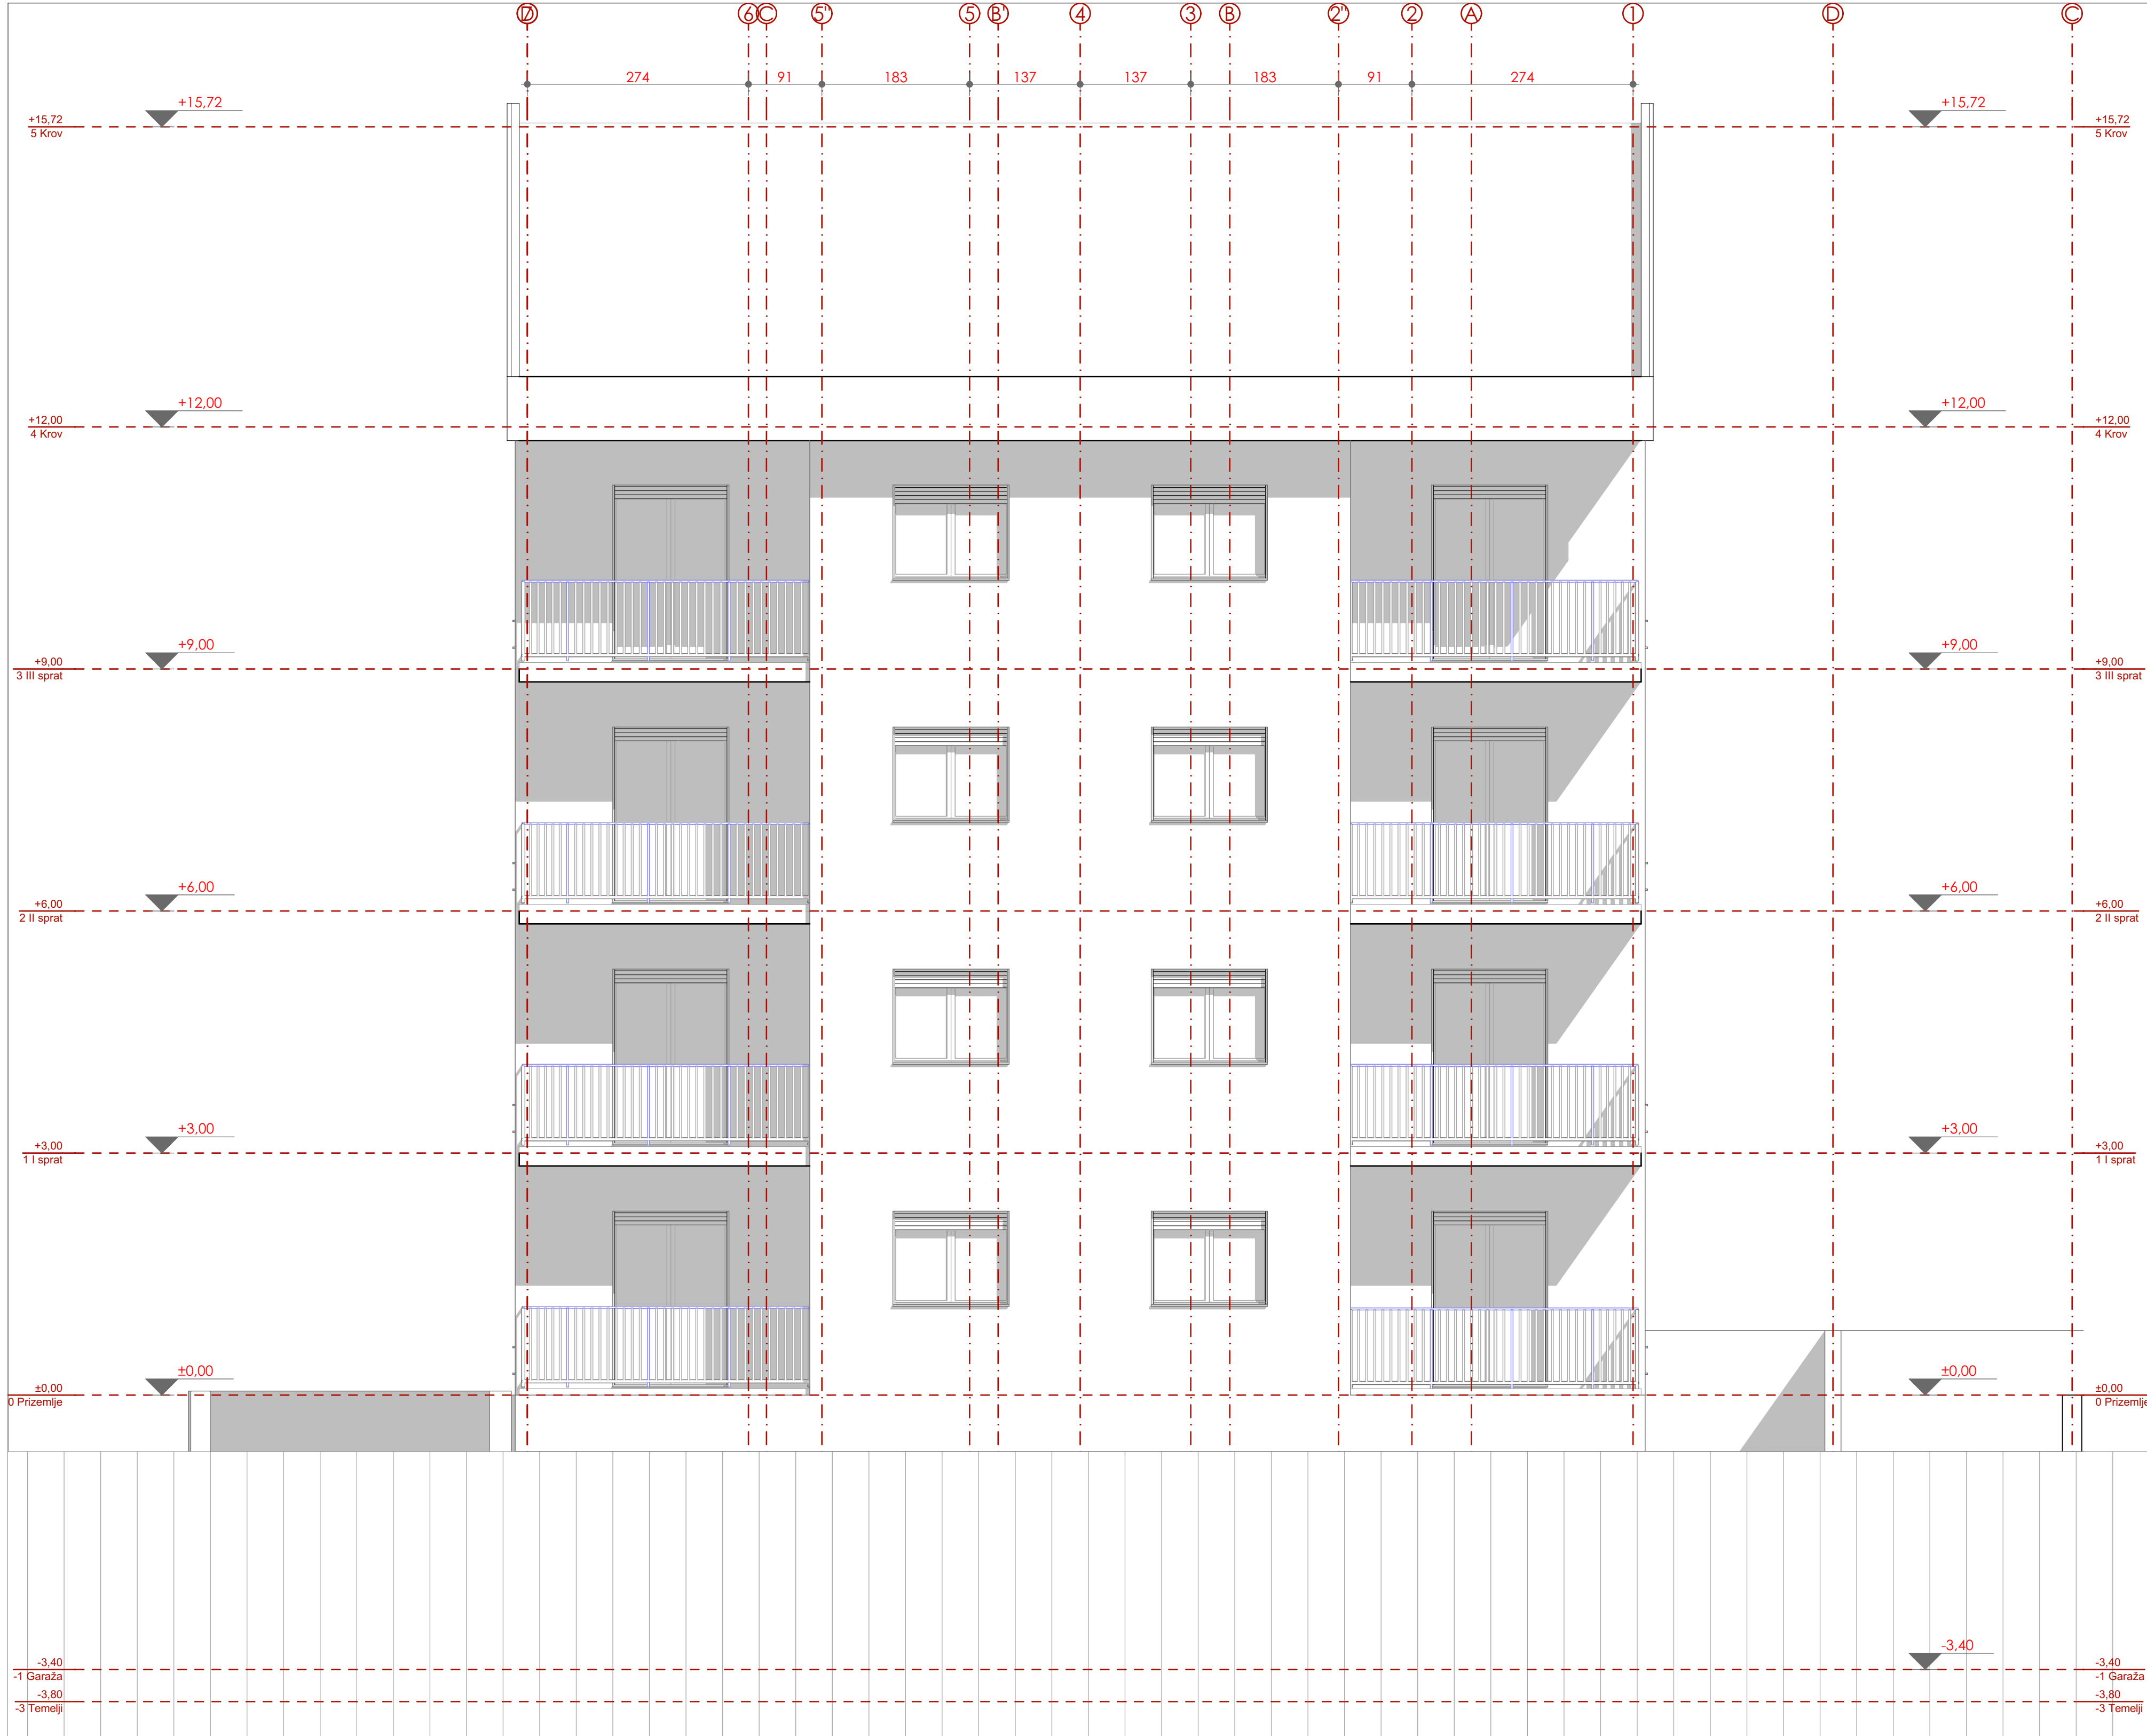 7 6 C 5" 5 B' 4 3 B 2" 2 A 1 D C
274 91 183 137 137 183 91 274
+15,72 +15,72
+15,72 +15,72
5 Krov 5 Krov
+12,00 +12,00
+12,00 +12,00
4 Krov 4 Krov
+9,00 +9,00
+9,00 +9,00
3 III sprat 3 III sprat
+6,00 +6,00
+6,00 +6,00
2 II sprat 2 II sprat
+3,00 +3,00
+3,00 +3,00
1 I sprat 1 I sprat
±0,00 ±0,00
±0,00 ±0,00
0 Prizemlje 0 Prizemlje
-3,40
-3,40 -3,40
-1 Garaža -1 Garaža
-3,80 -3,80
-3 Temelji -3 Temelji